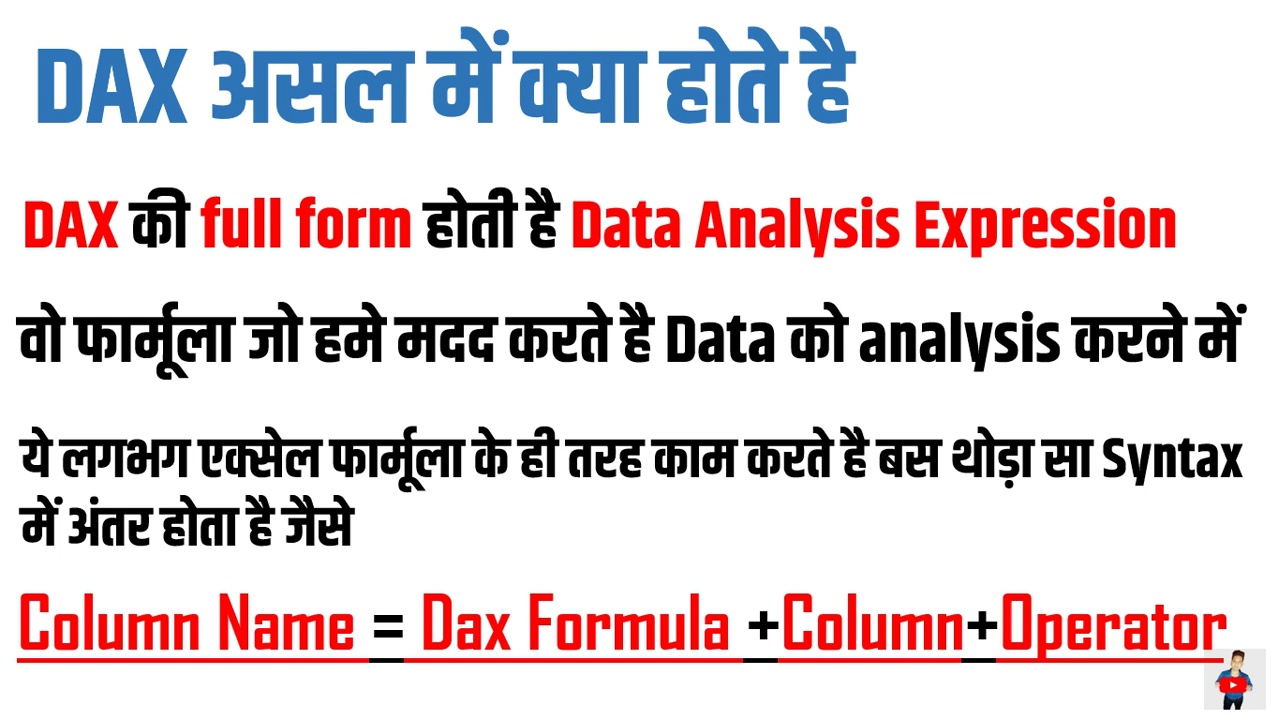 DAX असल में क्या होते है
DAX की full form होती है Data Analysis Expression
वो फार्मूला जो हमे मदद करते है Data को analysis करने में
ये लगभग एक्सेल फार्मूला के ही तरह काम करते है बस थोड़ा सा Syntax
में अंतर होता है जैसे
Column Name = Dax Formula +Column+Operator